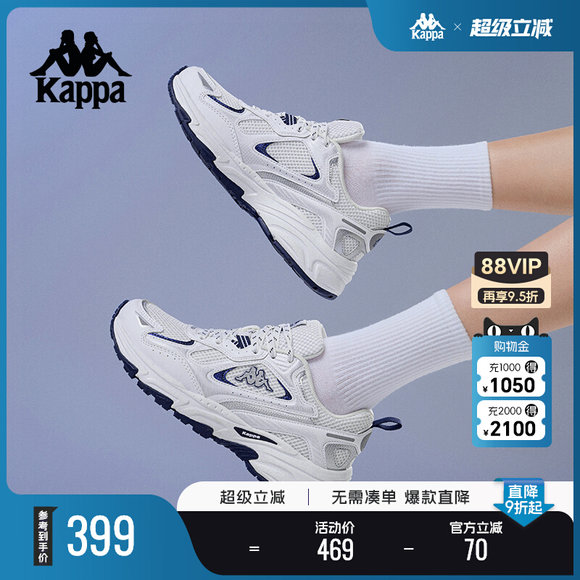 Kappa × 超级立减
Kappa
88VIP
再享9.5折
购物金
充1000 得
¥1050
充2000 得
¥2100
Kappa
超级立减 无需凑单 爆款直降
直降
9折起
参考到手价
399
=
活动价
469
-
官方立减
70